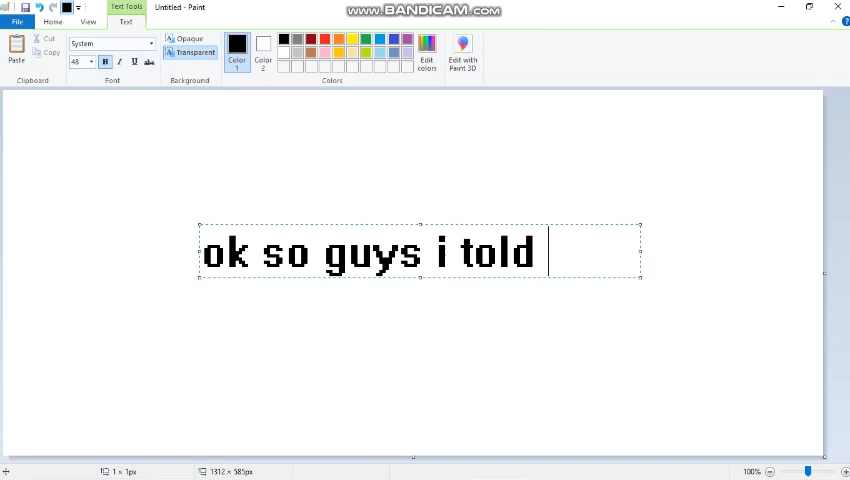 Text Tools
Untitled - Paint
www.BANDICAM.com
File
Home
View
Text
Paste
Cut
Copy
Clipboard
System
48
B I U abc
Font
Opaque
Transparent
Background
Color 1
Color 2
Colors
Edit colors
Edit with Paint 3D
ok so guys i told
1 × 1px
1312 × 585px
100%